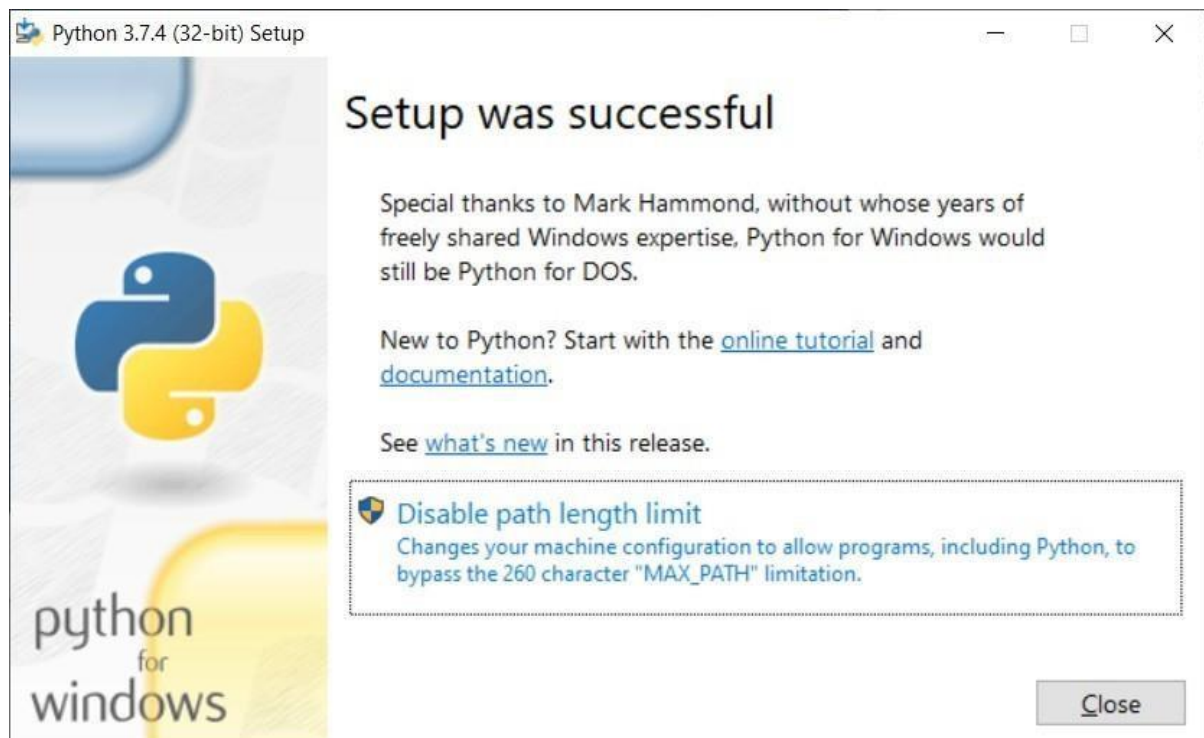 Python 3.7.4 (32-bit) Setup
Setup was successful
Special thanks to Mark Hammond, without whose years of
freely shared Windows expertise, Python for Windows would
still be Python for DOS.
New to Python? Start with the online tutorial and
documentation.
See what's new in this release.
Disable path length limit
Changes your machine configuration to allow programs, including Python, to
bypass the 260 character "MAX_PATH" limitation.
python
for
windows
Close